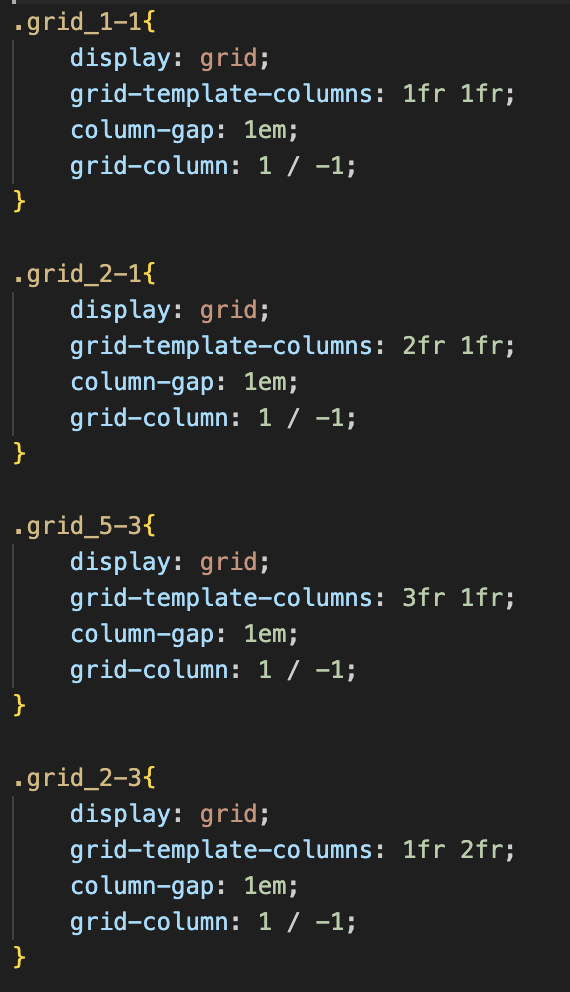 .grid_1-1{
    display: grid;
    grid-template-columns: 1fr 1fr;
    column-gap: 1em;
    grid-column: 1 / -1;
}

.grid_2-1{
    display: grid;
    grid-template-columns: 2fr 1fr;
    column-gap: 1em;
    grid-column: 1 / -1;
}

.grid_5-3{
    display: grid;
    grid-template-columns: 3fr 1fr;
    column-gap: 1em;
    grid-column: 1 / -1;
}

.grid_2-3{
    display: grid;
    grid-template-columns: 1fr 2fr;
    column-gap: 1em;
    grid-column: 1 / -1;
}